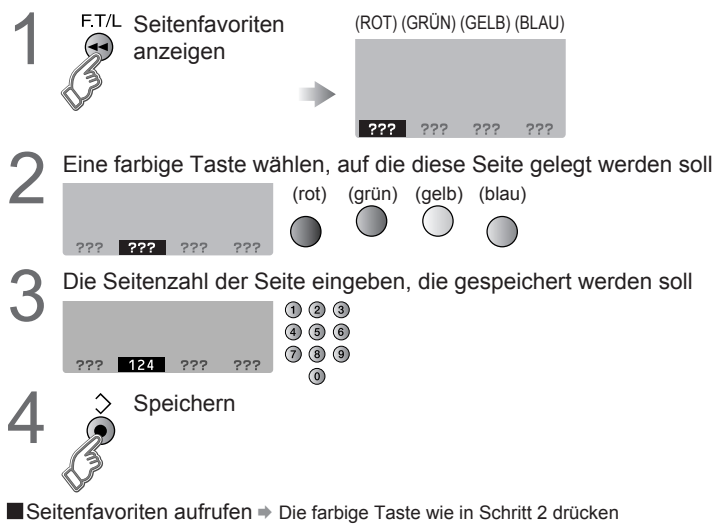 1
F.T/L Seitenfavoriten
anzeigen
(ROT) (GRÜN) (GELB) (BLAU)
??? ??? ??? ???
2
Eine farbige Taste wählen, auf die diese Seite gelegt werden soll
(rot) (grün) (gelb) (blau)
??? ??? ??? ???
3
Die Seitenzahl der Seite eingeben, die gespeichert werden soll
1 2 3
4 5 6
7 8 9
0
??? 124 ??? ???
4
Speichern
■Seitenfavoriten aufrufen ➡ Die farbige Taste wie in Schritt 2 drücken